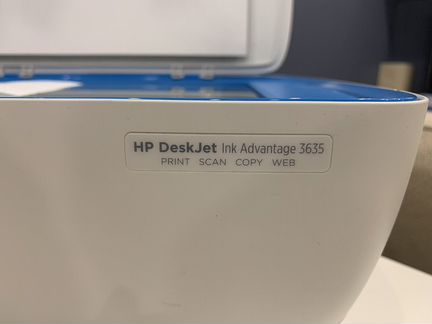 HP DeskJet Ink Advantage 3635
PRINT SCAN COPY WEB